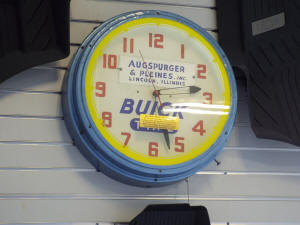 12
11 1
AUGSPURGER
& PLEINES, INC
LINCOLN, ILLINOIS
10 2
9 3
BUICK
8 4
7 5
6